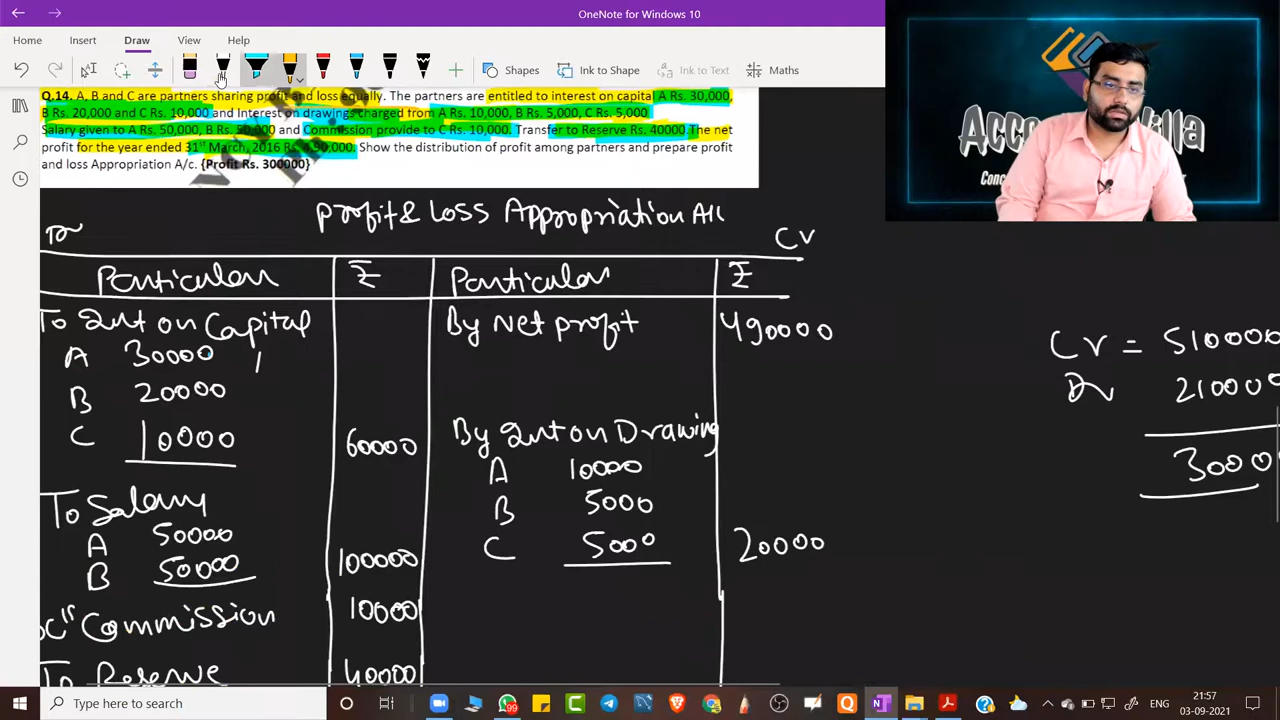 OneNote for Windows 10
Home Insert Draw View Help
Shapes Ink to Shape Ink to Text Maths
Q.14. A, B and C are partners sharing profit and loss equally. The partners are entitled to interest on capital A Rs. 30,000,
B Rs. 20,000 and C Rs. 10,000 and Interest on drawings charged from A Rs. 10,000, B Rs. 5,000, C Rs. 5,000
Salary given to A Rs. 50,000, B Rs. 50,000 and Commission provide to C Rs. 10,000. Transfer to Reserve Rs. 40000.The net
profit for the year ended 31st March, 2016 Rs. 4,90,000. Show the distribution of profit among partners and prepare profit
and loss Appropriation A/c. {Profit Rs. 300000}
Profit & Loss Appropriation A/c
Dr Cr
Particulars ₹ Particulars ₹
To Int on Capital By Net profit 490000
A 30000
B 20000
C 10000 60000
By Int on Drawing
A 10000
B 5000
C 5000 20000
To Salary
A 50000
B 50000 100000
"C" Commission 10000
To Reserve 40000
Cr = 510000
Dr 210000
3000
Type here to search
ENG
21:57
03-09-2021